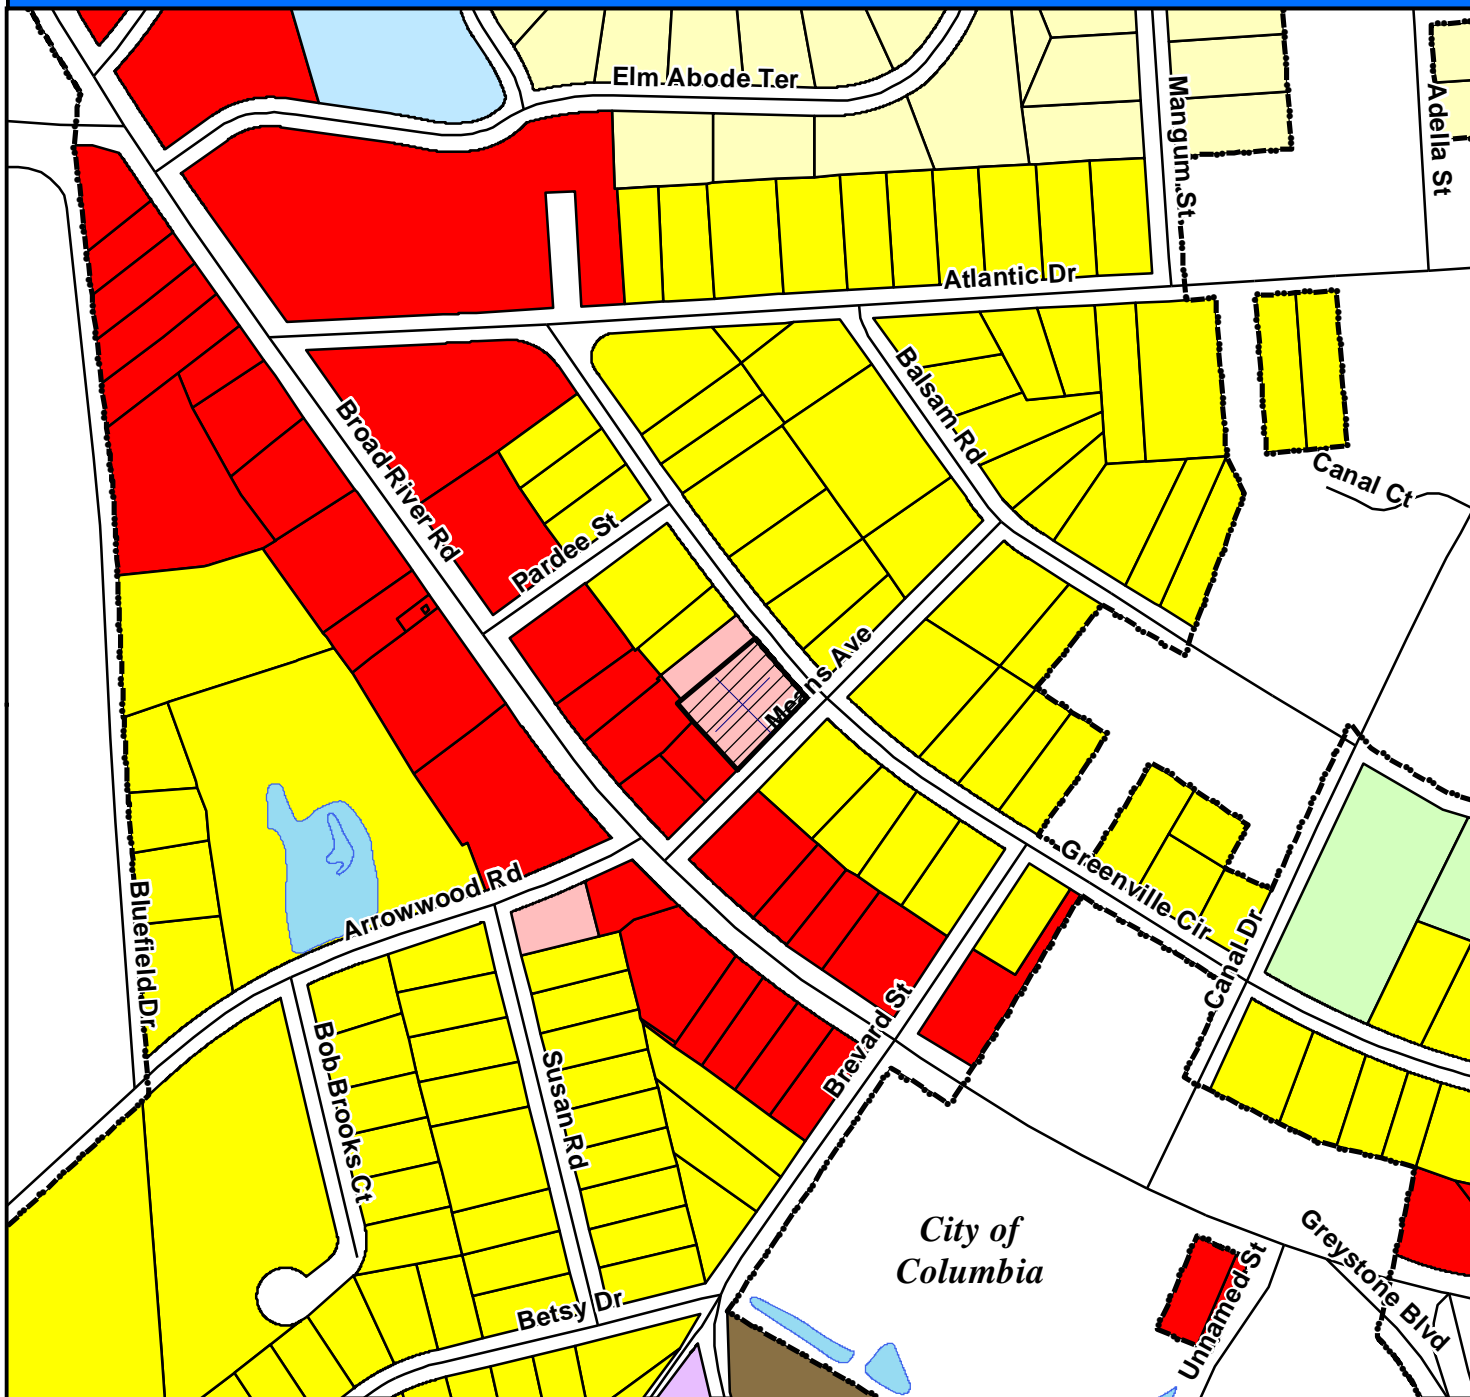 Elm Abode Ter
Mangum St
Adella St
Atlantic Dr
Balsam Rd
Broad River Rd
Canal Ct
Pardee St
P
Means Ave
Greenville Cir
Arrowwood Rd
Bluefield Dr
Canal Dr
Brevard St
Bob Brooks Ct
Susan Rd
City of
Columbia
Greystone Blvd
Unnamed St
Betsy Dr